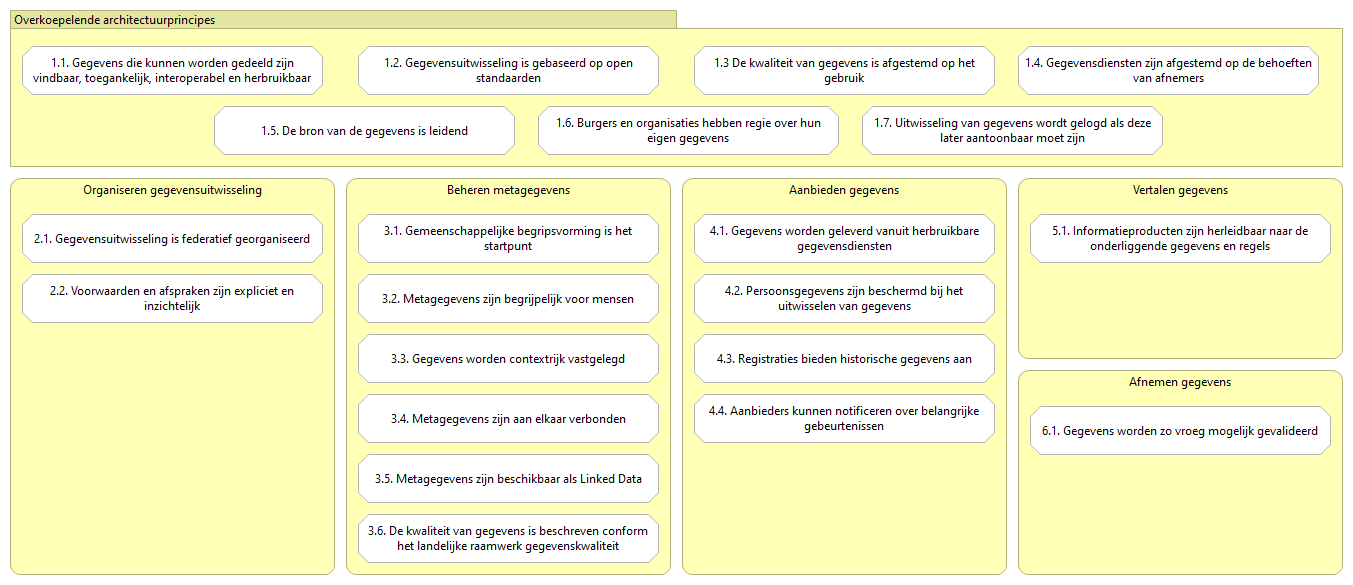 Overkoepelende architectuurprincipes
1.1. Gegevens die kunnen worden gedeeld zijn
vindbaar, toegankelijk, interoperabel en herbruikbaar
1.2. Gegevensuitwisseling is gebaseerd op open
standaarden
1.3 De kwaliteit van gegevens is afgestemd op het
gebruik
1.4. Gegevensdiensten zijn afgestemd op de behoeften
van afnemers
1.5. De bron van de gegevens is leidend
1.6. Burgers en organisaties hebben regie over hun
eigen gegevens
1.7. Uitwisseling van gegevens wordt gelogd als deze
later aantoonbaar moet zijn
Organiseren gegevensuitwisseling
2.1. Gegevensuitwisseling is federatief georganiseerd
2.2. Voorwaarden en afspraken zijn expliciet en
inzichtelijk
Beheren metagegevens
3.1. Gemeenschappelijke begripsvorming is het
startpunt
3.2. Metagegevens zijn begrijpelijk voor mensen
3.3. Gegevens worden contextrijk vastgelegd
3.4. Metagegevens zijn aan elkaar verbonden
3.5. Metagegevens zijn beschikbaar als Linked Data
3.6. De kwaliteit van gegevens is beschreven conform
het landelijke raamwerk gegevenskwaliteit
Aanbieden gegevens
4.1. Gegevens worden geleverd vanuit herbruikbare
gegevensdiensten
4.2. Persoonsgegevens zijn beschermd bij het
uitwisselen van gegevens
4.3. Registraties bieden historische gegevens aan
4.4. Aanbieders kunnen notificeren over belangrijke
gebeurtenissen
Vertalen gegevens
5.1. Informatieproducten zijn herleidbaar naar de
onderliggende gegevens en regels
Afnemen gegevens
6.1. Gegevens worden zo vroeg mogelijk gevalideerd